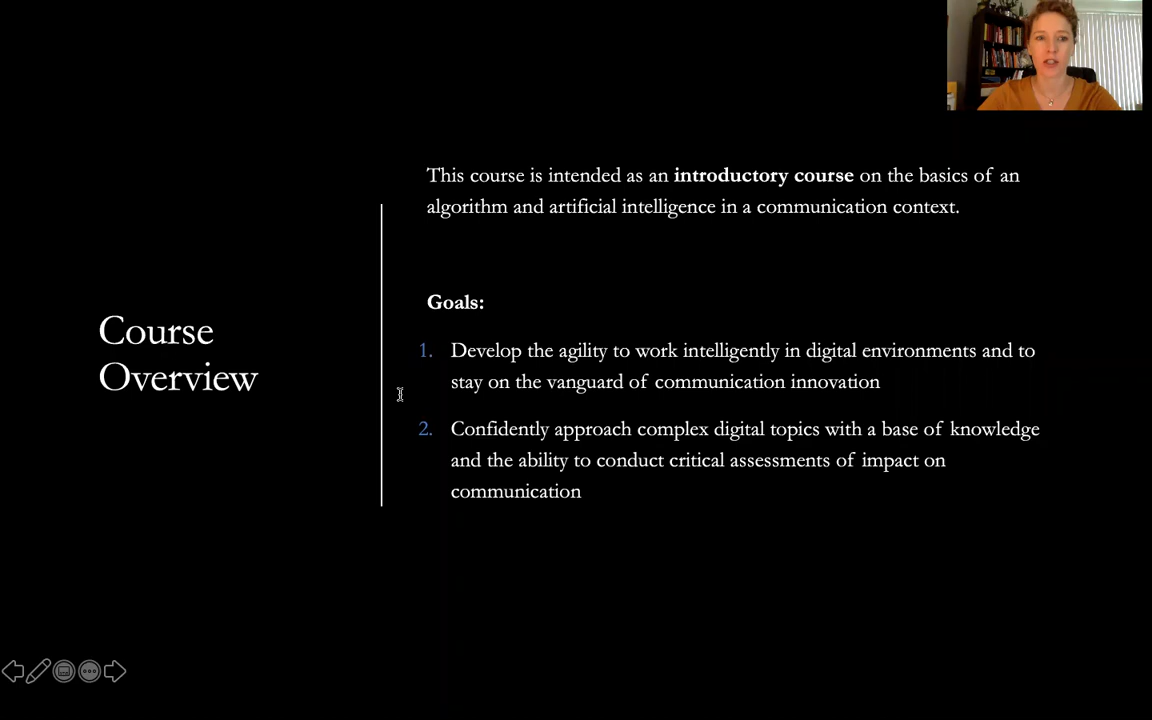 This course is intended as an introductory course on the basics of an
algorithm and artificial intelligence in a communication context.
Goals:
Course
Overview
1. Develop the agility to work intelligently in digital environments and to
stay on the vanguard of communication innovation
2. Confidently approach complex digital topics with a base of knowledge
and the ability to conduct critical assessments of impact on
communication